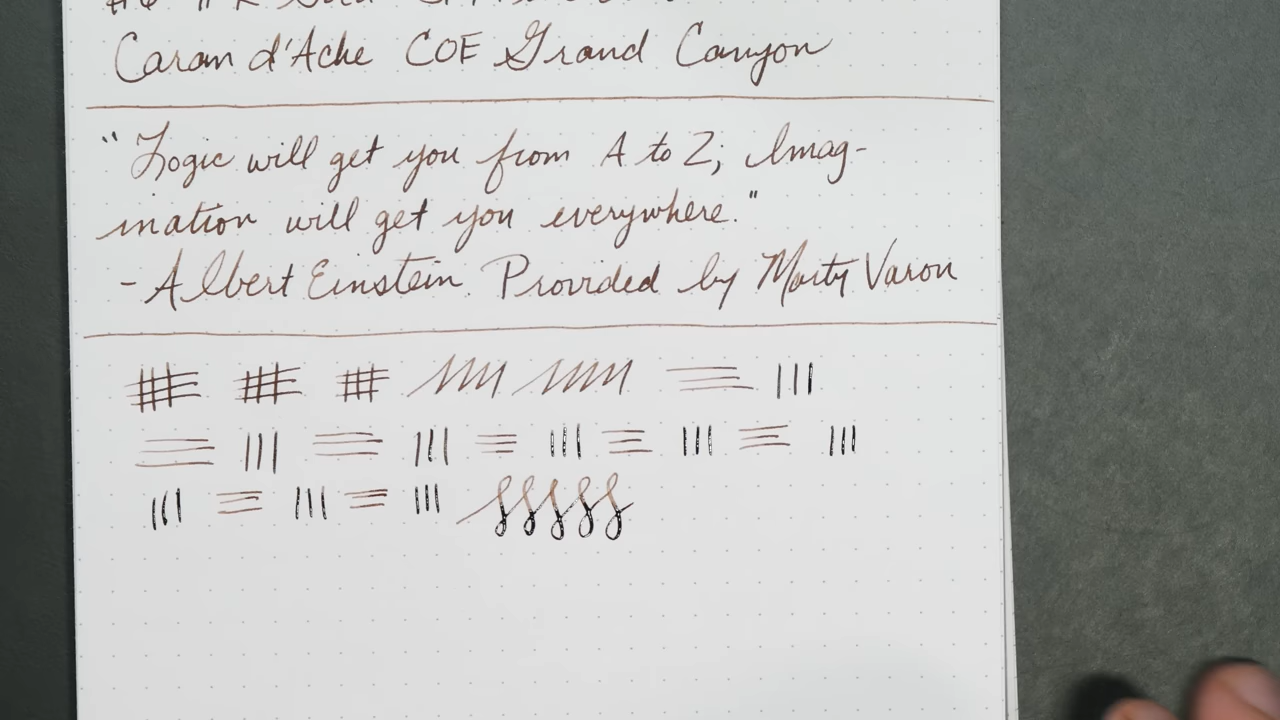 Caran d'Ache COE Grand Canyon
"Logic will get you from A to Z; Imag-
ination will get you everywhere."
- Albert Einstein. Provided by Marty Varon